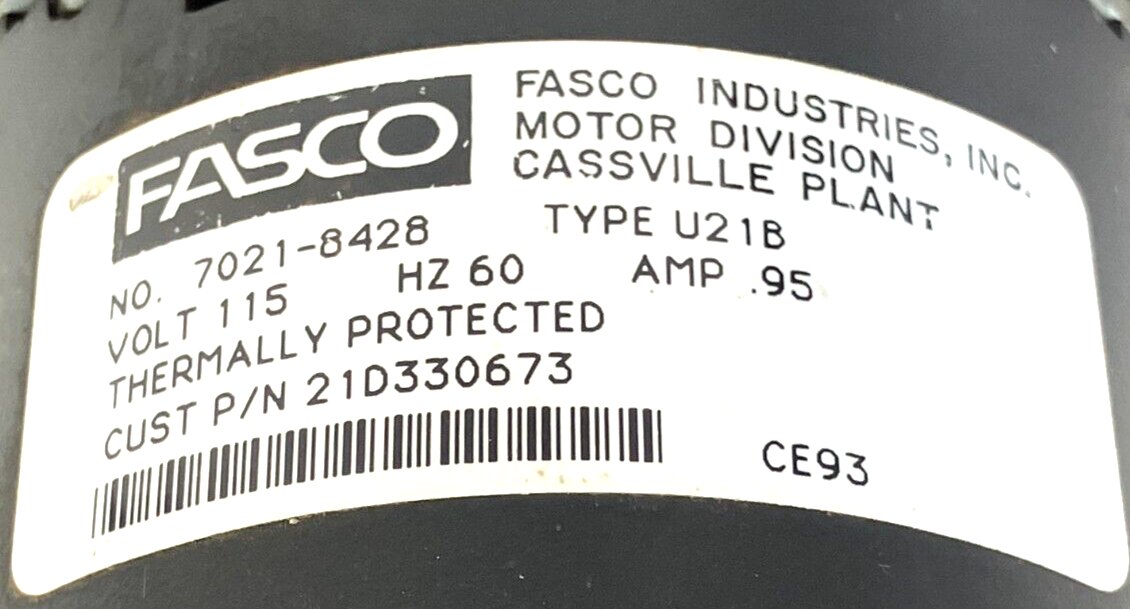 FASCO
FASCO INDUSTRIES, INC.
MOTOR DIVISION
CASSVILLE PLANT
NO. 7021-8428 TYPE U21B
VOLT 115 HZ 60 AMP .95
THERMALLY PROTECTED
CUST P/N 21D330673
CE93